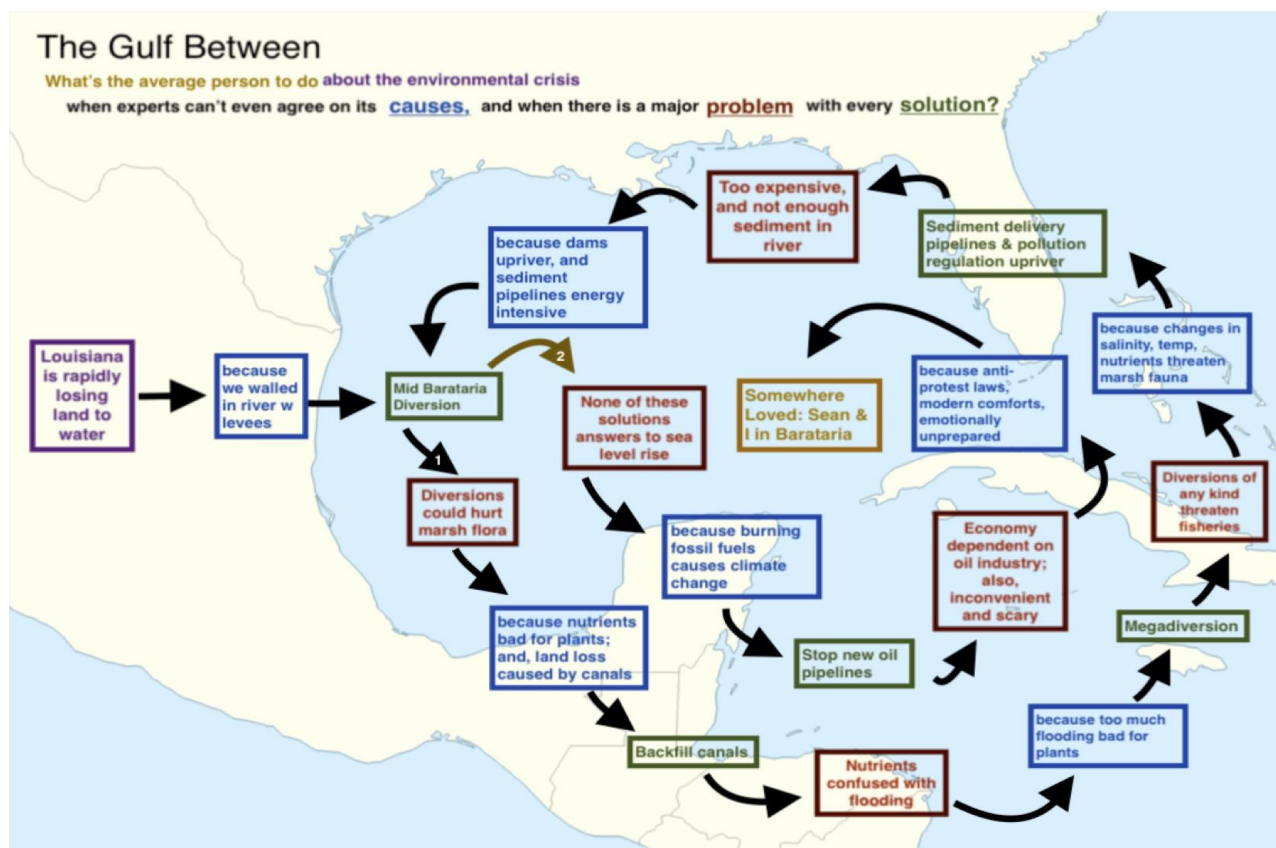 The Gulf Between
What's the average person to do about the environmental crisis
when experts can't even agree on its causes, and when there is a major problem with every solution?
Louisiana
is rapidly
losing
land to
water
because
we walled
in river w
levees
Mid Barataria
Diversion
1
Diversions
could hurt
marsh flora
because nutrients
bad for plants;
and, land loss
caused by canals
Backfill canals
Nutrients
confused with
flooding
because too much
flooding bad for
plants
Megadiversion
Diversions of
any kind
threaten
fisheries
because changes in
salinity, temp,
nutrients threaten
marsh fauna
Sediment delivery
pipelines & pollution
regulation upriver
Too expensive,
and not enough
sediment in
river
because dams
upriver, and
sediment
pipelines energy
intensive
2
None of these
solutions
answers to sea
level rise
because burning
fossil fuels
causes climate
change
Stop new oil
pipelines
Economy
dependent on
oil industry;
also,
inconvenient
and scary
because anti-
protest laws,
modern comforts,
emotionally
unprepared
Somewhere
Loved: Sean &
I in Barataria